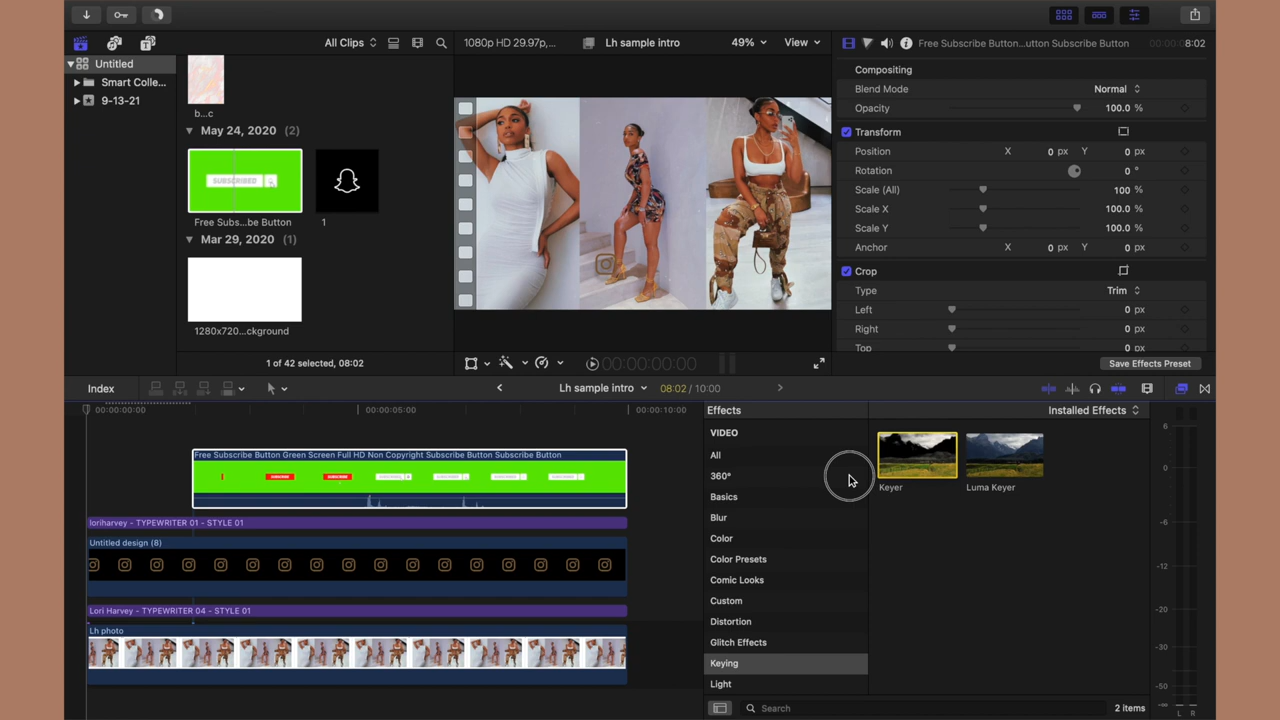 All Clips
1080p HD 29.97p,...
Lh sample intro
49%
View
Free Subscribe Button...utton Subscribe Button
00:00:08:02
Untitled
Smart Colle...
9-13-21
b...c
May 24, 2020 (2)
SUBSCRIBED
Free Subs...be Button
1
Mar 29, 2020 (1)
1280x720...ckground
1 of 42 selected, 08:02
00:00:00:00
Compositing
Blend Mode Normal
Opacity 100.0 %
Transform
Position X 0 px Y 0 px
Rotation 0 °
Scale (All) 100 %
Scale X 100.0 %
Scale Y 100.0 %
Anchor X 0 px Y 0 px
Crop
Type Trim
Left 0 px
Right 0 px
Top 0 px
Save Effects Preset
Index
Lh sample intro
08:02 / 10:00
00:00:00:00
00:00:05:00
00:00:10:00
Free Subscribe Button Green Screen Full HD Non Copyright Subscribe Button Subscribe Button
loriharvey - TYPEWRITER 01 - STYLE 01
Untitled design (8)
Lori Harvey - TYPEWRITER 04 - STYLE 01
Lh photo
Effects
Installed Effects
VIDEO
All
360°
Basics
Blur
Color
Color Presets
Comic Looks
Custom
Distortion
Glitch Effects
Keying
Light
Keyer
Luma Keyer
Search
2 items
6
0
-6
-12
-20
-30
-50
-∞
L R